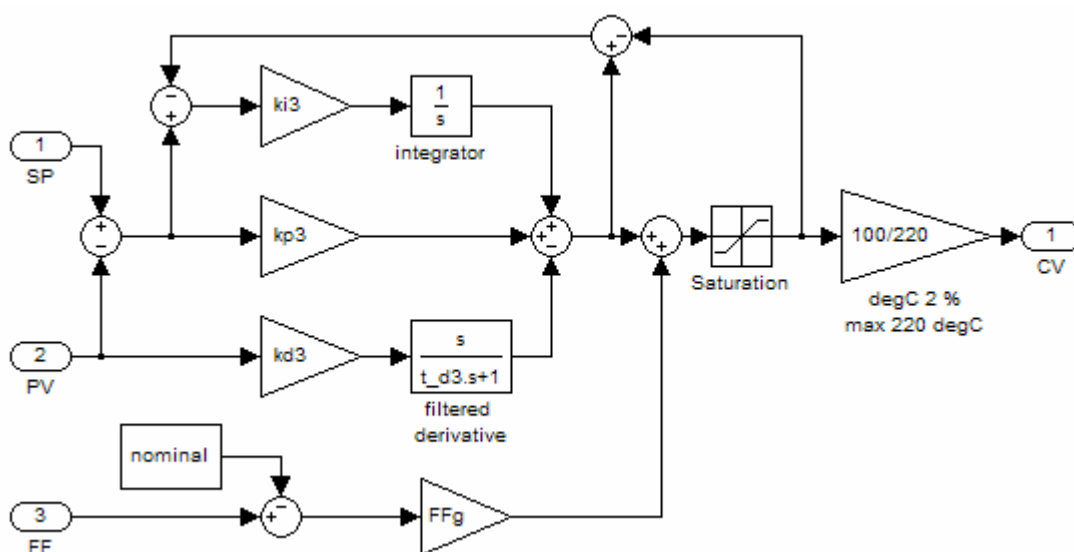 ki3
1
s
integrator
1
SP
kp3
Saturation
100/220
1
CV
degC 2 %
max 220 degC
2
PV
kd3
s
t_d3.s+1
filtered
derivative
nominal
3
FFg
FF